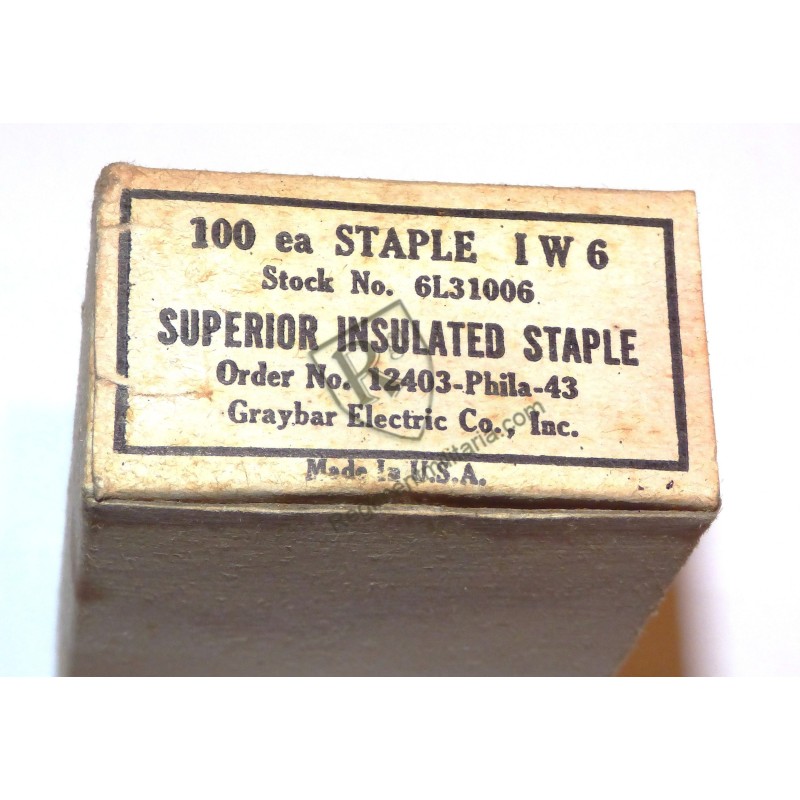 100 ea STAPLE I W 6
Stock No. 6L31006
SUPERIOR INSULATED STAPLE
Order No. 12403-Phila-43
Graybar Electric Co., Inc.
Made In U.S.A.